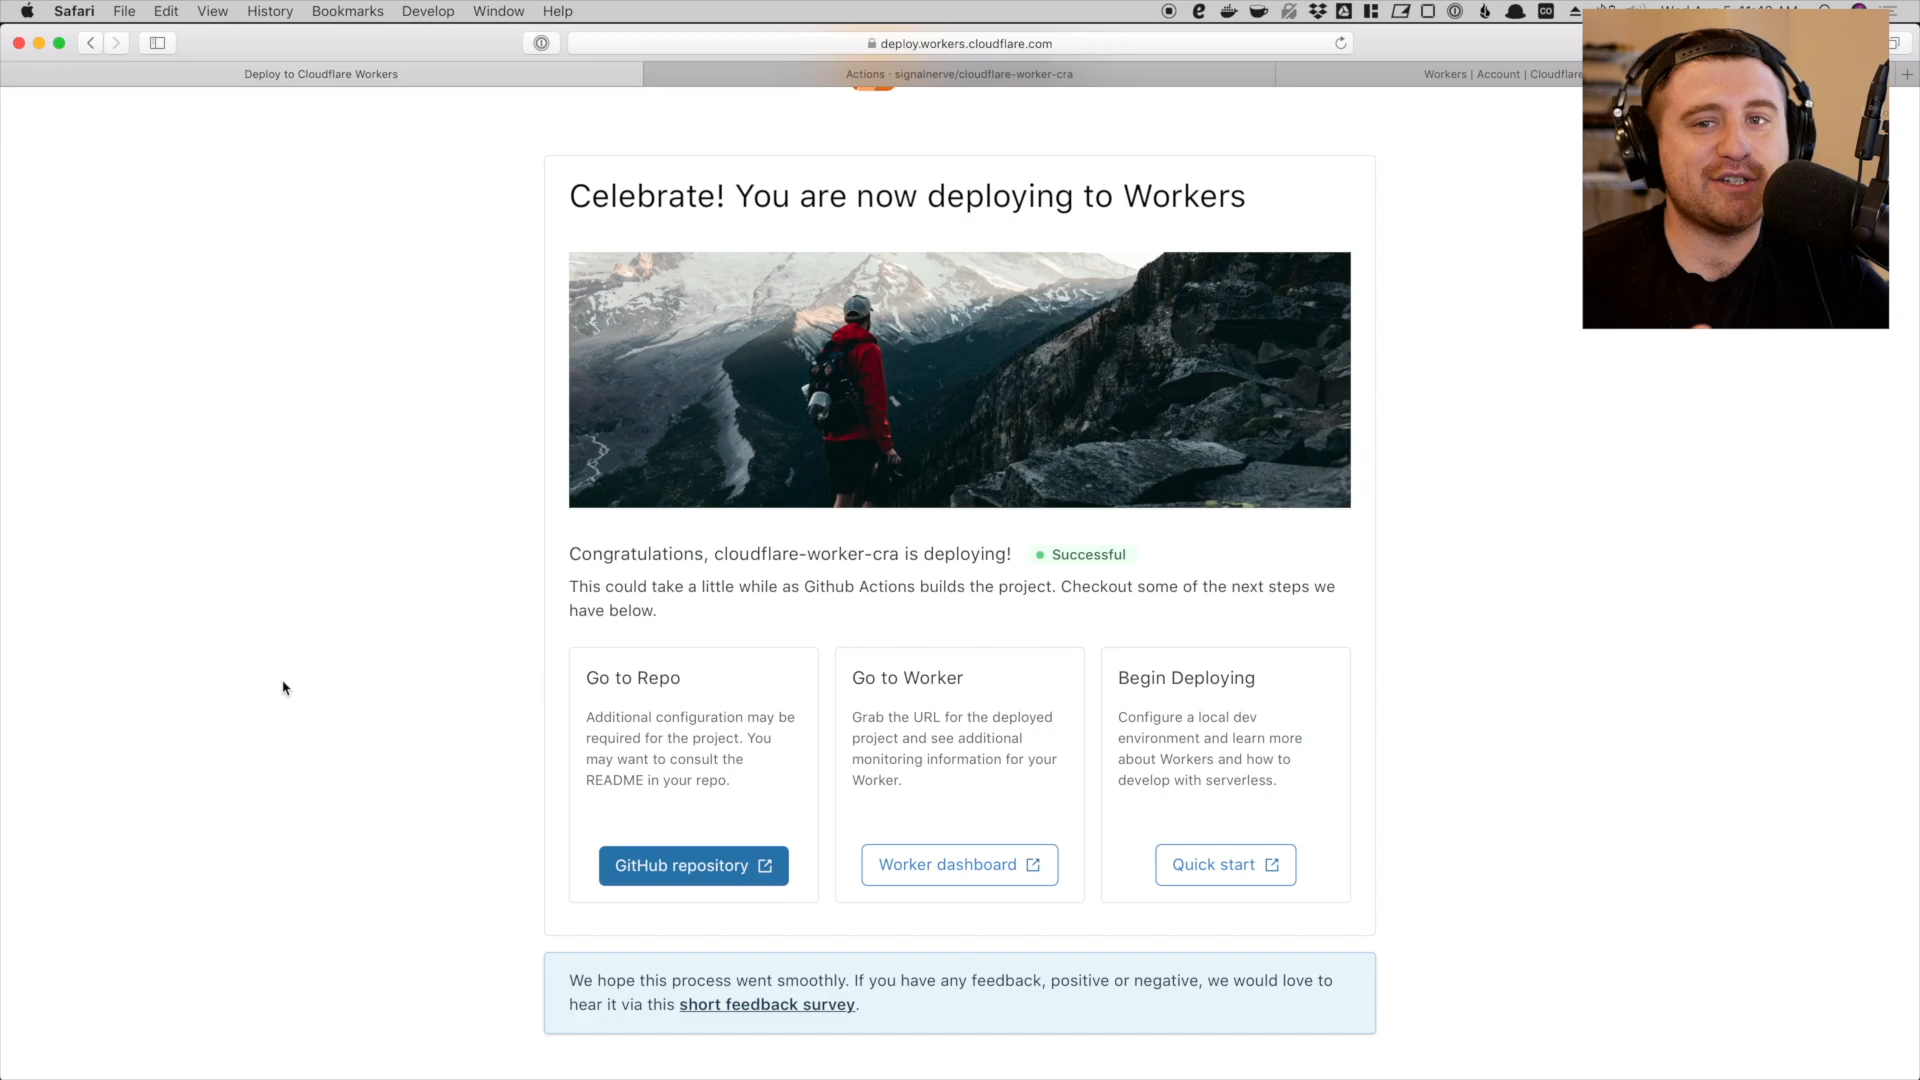 Safari File Edit View History Bookmarks Develop Window Help
deploy.workers.cloudflare.com
Deploy to Cloudflare Workers
Actions · signalnerve/cloudflare-worker-cra
Workers | Account | Cloudflare
Celebrate! You are now deploying to Workers
Congratulations, cloudflare-worker-cra is deploying!
Successful
This could take a little while as Github Actions builds the project. Checkout some of the next steps we
have below.
Go to Repo
Additional configuration may be
required for the project. You
may want to consult the
README in your repo.
GitHub repository
Go to Worker
Grab the URL for the deployed
project and see additional
monitoring information for your
Worker.
Worker dashboard
Begin Deploying
Configure a local dev
environment and learn more
about Workers and how to
develop with serverless.
Quick start
We hope this process went smoothly. If you have any feedback, positive or negative, we would love to
hear it via this short feedback survey.